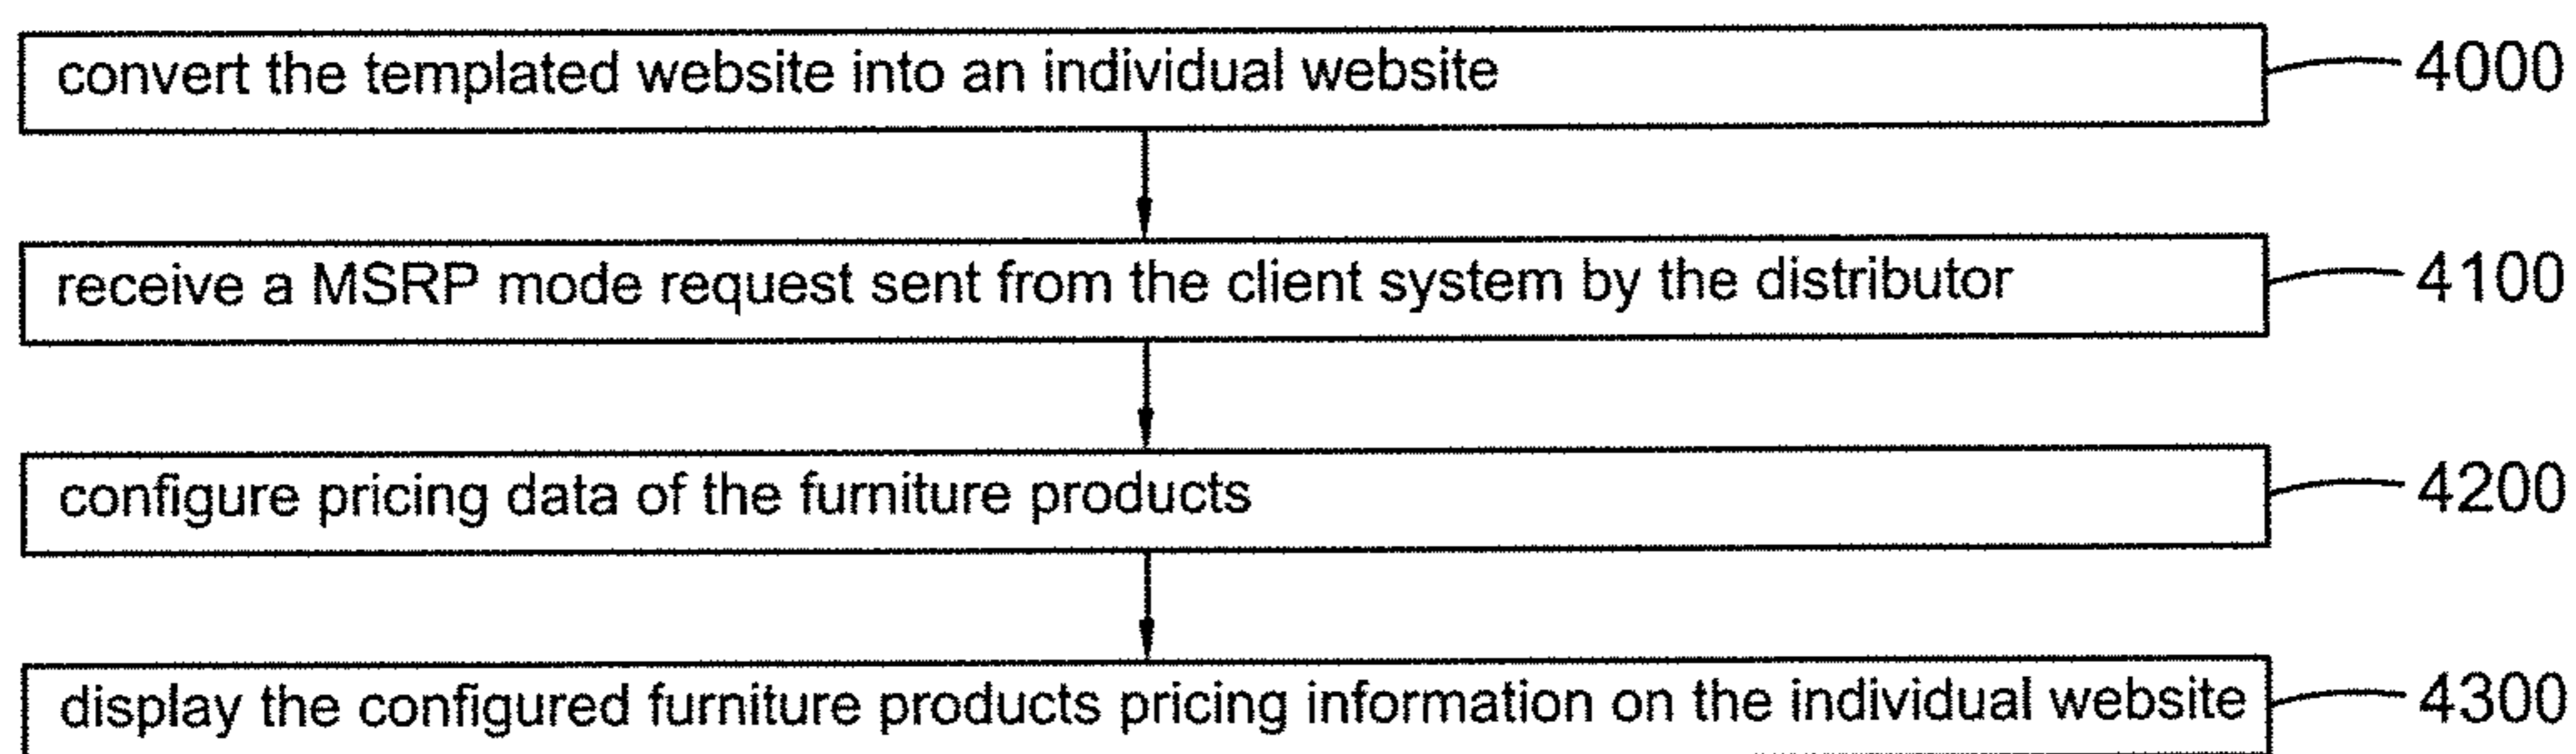 convert the templated website into an individual website 4000
receive a MSRP mode request sent from the client system by the distributor 4100
configure pricing data of the furniture products 4200
display the configured furniture products pricing information on the individual website 4300